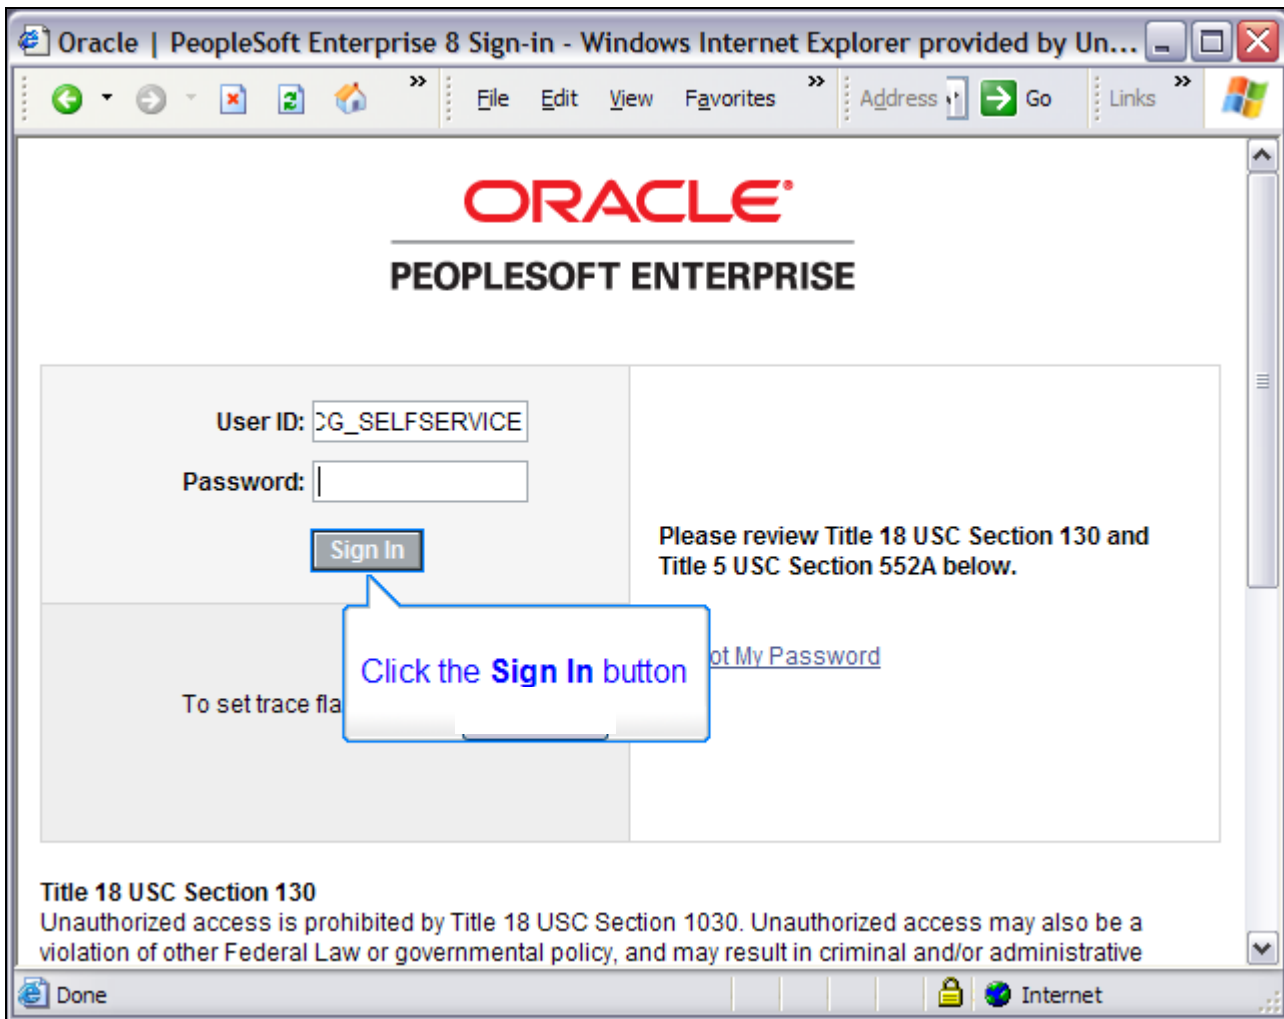 Oracle | PeopleSoft Enterprise 8 Sign-in - Windows Internet Explorer provided by Un...
» File Edit View Favorites » Address Go Links »
ORACLE
PEOPLESOFT ENTERPRISE
User ID: CG_SELFSERVICE
Password:
Sign In
Please review Title 18 USC Section 130 and
Title 5 USC Section 552A below.
Click the Sign In button
ot My Password
To set trace fla
Title 18 USC Section 130
Unauthorized access is prohibited by Title 18 USC Section 1030. Unauthorized access may also be a
violation of other Federal Law or governmental policy, and may result in criminal and/or administrative
Done Internet